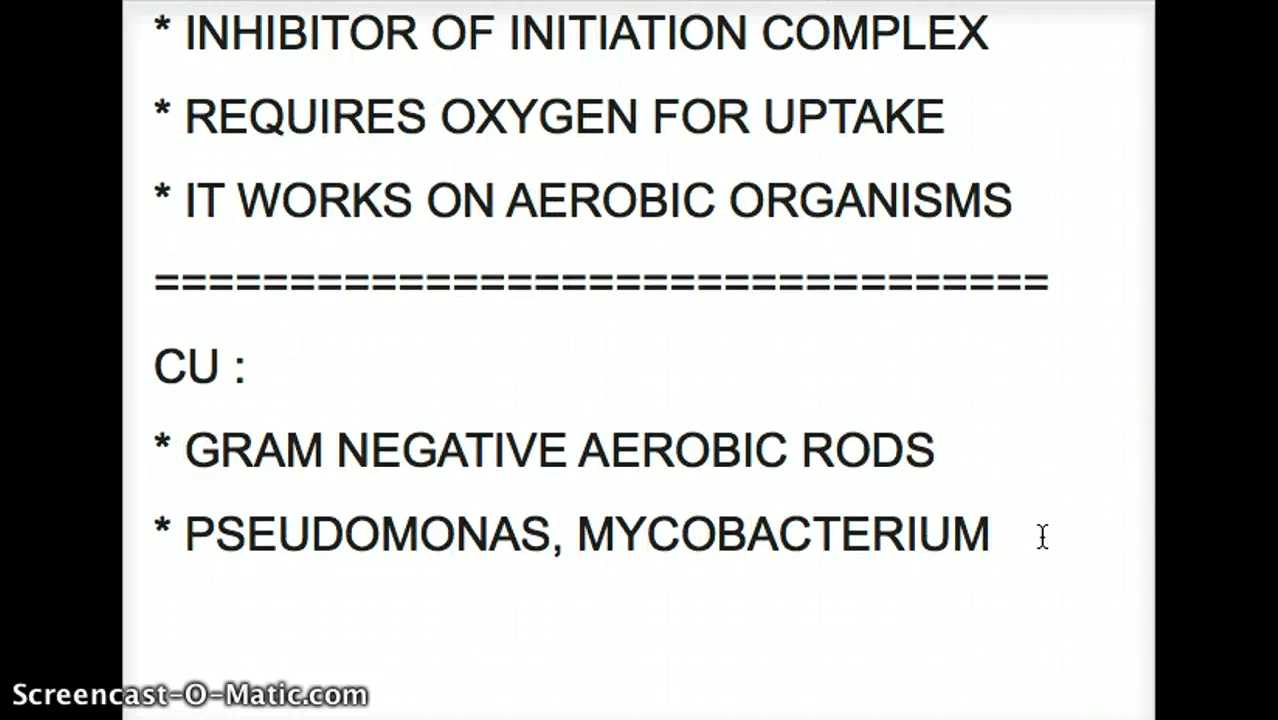 * INHIBITOR OF INITIATION COMPLEX
* REQUIRES OXYGEN FOR UPTAKE
* IT WORKS ON AEROBIC ORGANISMS
=================================
CU :
* GRAM NEGATIVE AEROBIC RODS
* PSEUDOMONAS, MYCOBACTERIUM
Screencast-O-Matic.com